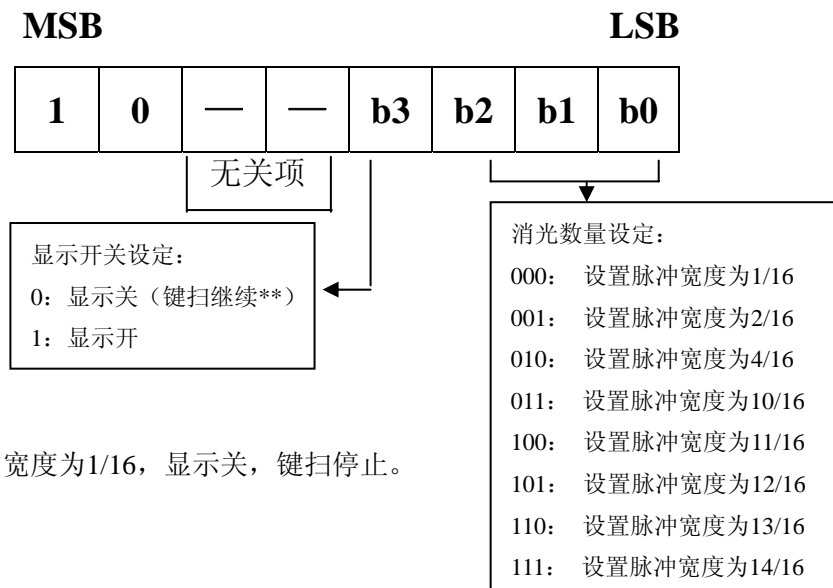 MSB LSB
1 0 — — b3 b2 b1 b0
无关项
显示开关设定：
0：显示关（键扫继续**）
1：显示开
消光数量设定：
000： 设置脉冲宽度为1/16
001： 设置脉冲宽度为2/16
010： 设置脉冲宽度为4/16
011： 设置脉冲宽度为10/16
100： 设置脉冲宽度为11/16
101： 设置脉冲宽度为12/16
110： 设置脉冲宽度为13/16
111： 设置脉冲宽度为14/16
宽度为1/16，显示关，键扫停止。